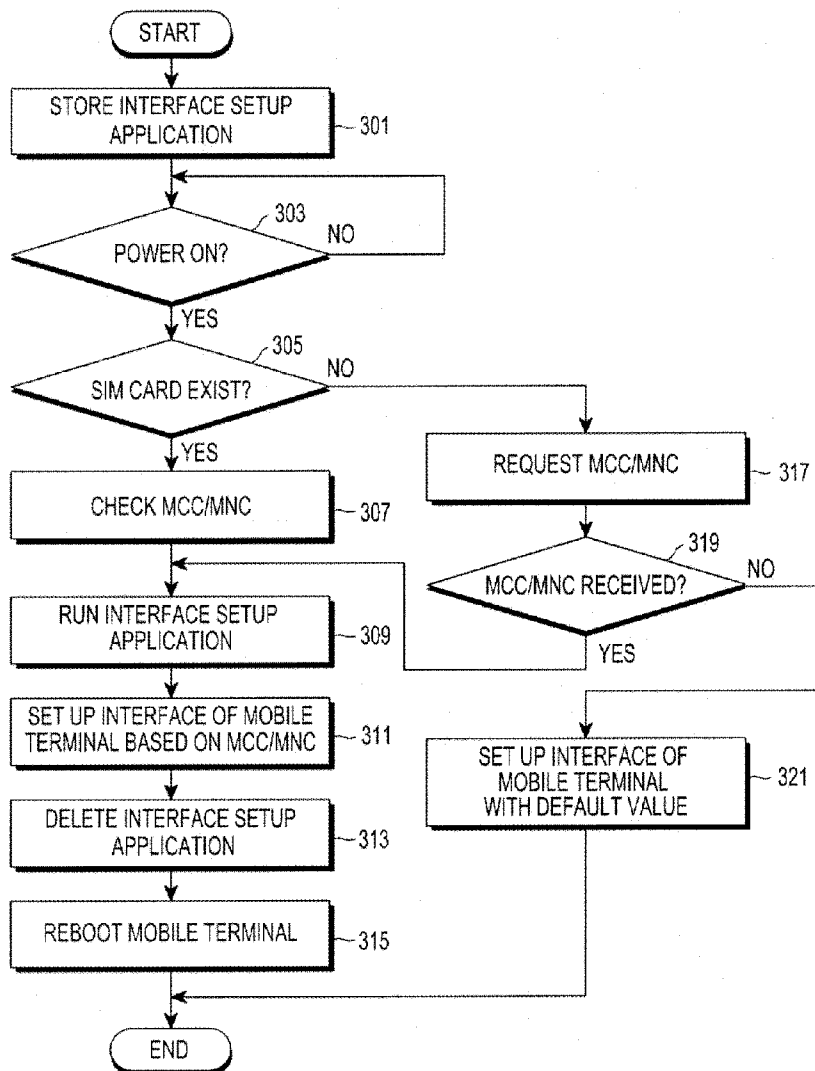 START
STORE INTERFACE SETUP
APPLICATION
301
303
POWER ON?
NO
YES
305
SIM CARD EXIST?
NO
YES
CHECK MCC/MNC
307
REQUEST MCC/MNC
317
319
MCC/MNC RECEIVED?
NO
YES
RUN INTERFACE SETUP
APPLICATION
309
SET UP INTERFACE OF MOBILE
TERMINAL BASED ON MCC/MNC
311
SET UP INTERFACE OF
MOBILE TERMINAL
WITH DEFAULT VALUE
321
DELETE INTERFACE SETUP
APPLICATION
313
REBOOT MOBILE TERMINAL
315
END